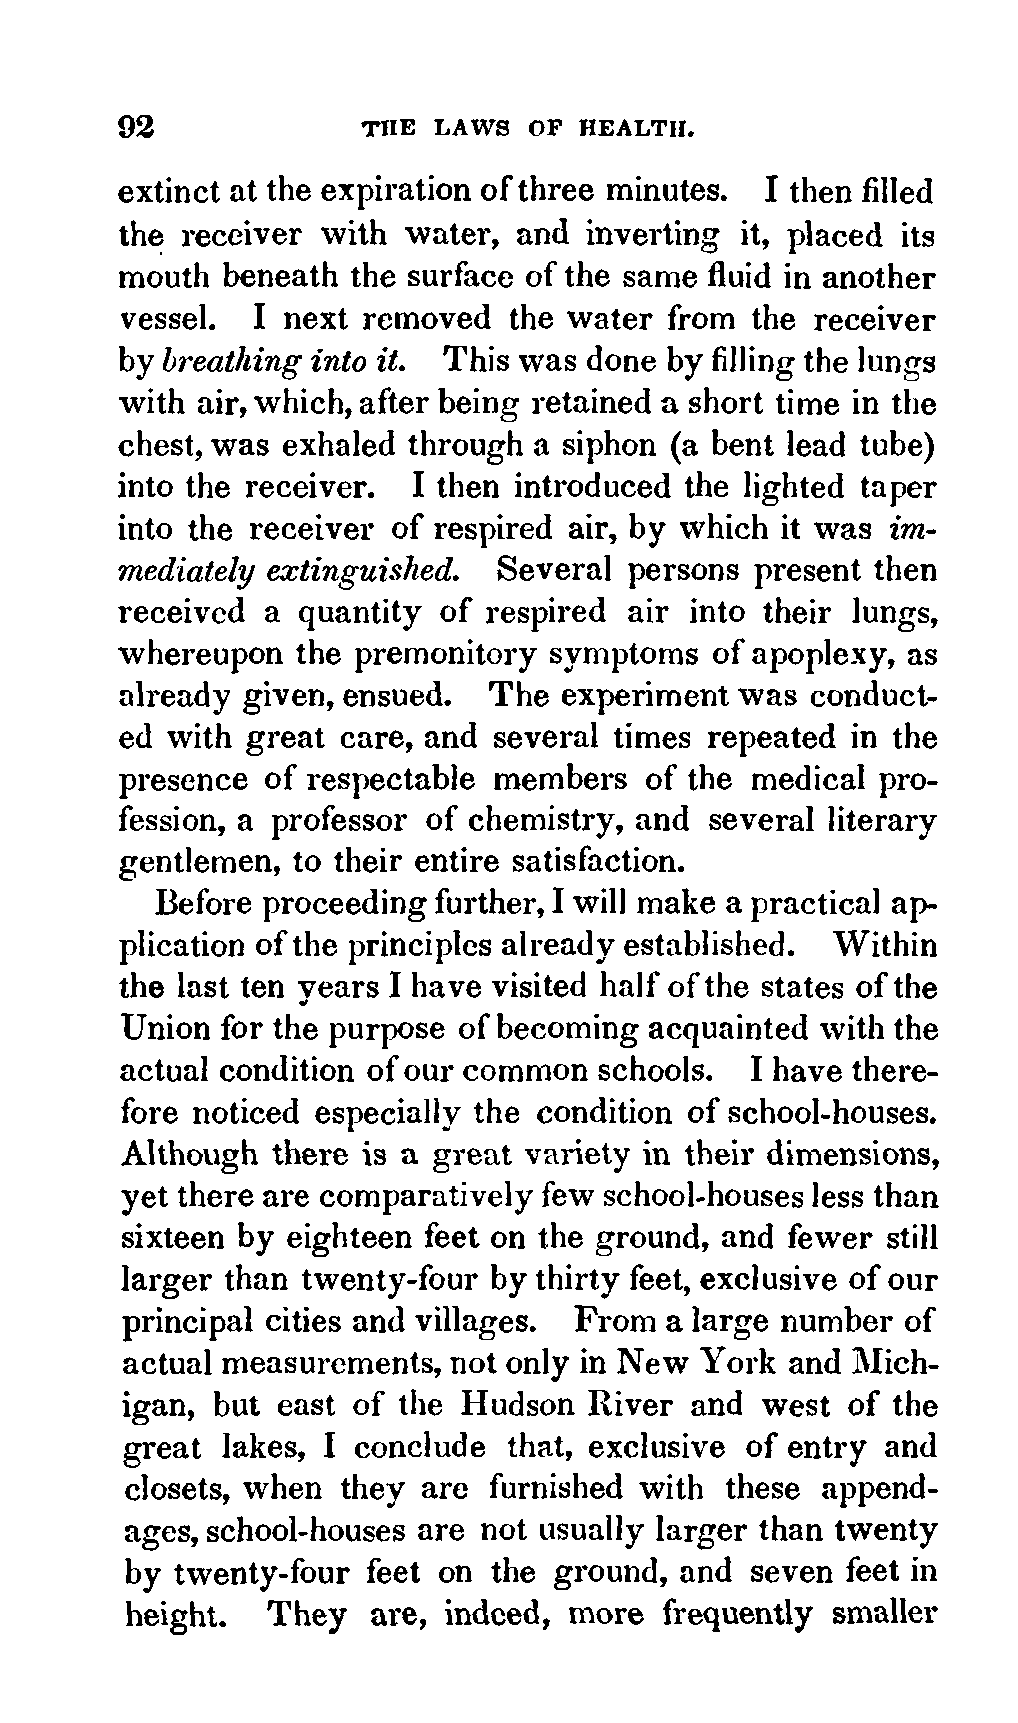 92 THE LAWS OF HEALTH.
extinct at the expiration of three minutes. I then filled
the receiver with water, and inverting it, placed its
mouth beneath the surface of the same fluid in another
vessel. I next removed the water from the receiver
by breathing into it. This was done by filling the lungs
with air, which, after being retained a short time in the
chest, was exhaled through a siphon (a bent lead tube)
into the receiver. I then introduced the lighted taper
into the receiver of respired air, by which it was im-
mediately extinguished. Several persons present then
received a quantity of respired air into their lungs,
whereupon the premonitory symptoms of apoplexy, as
already given, ensued. The experiment was conduct-
ed with great care, and several times repeated in the
presence of respectable members of the medical pro-
fession, a professor of chemistry, and several literary
gentlemen, to their entire satisfaction.
Before proceeding further, I will make a practical ap-
plication of the principles already established. Within
the last ten years I have visited half of the states of the
Union for the purpose of becoming acquainted with the
actual condition of our common schools. I have there-
fore noticed especially the condition of school-houses.
Although there is a great variety in their dimensions,
yet there are comparatively few school-houses less than
sixteen by eighteen feet on the ground, and fewer still
larger than twenty-four by thirty feet, exclusive of our
principal cities and villages. From a large number of
actual measurements, not only in New York and Mich-
igan, but east of the Hudson River and west of the
great lakes, I conclude that, exclusive of entry and
closets, when they are furnished with these append-
ages, school-houses are not usually larger than twenty
by twenty-four feet on the ground, and seven feet in
height. They are, indeed, more frequently smaller